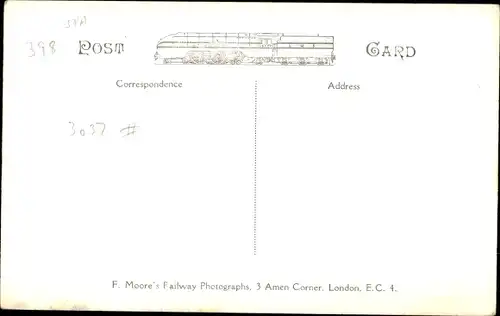 398
POST CARD
Correspondence
Address
3037 #
F. Moore's Railway Photographs, 3 Amen Corner, London, E.C. 4.